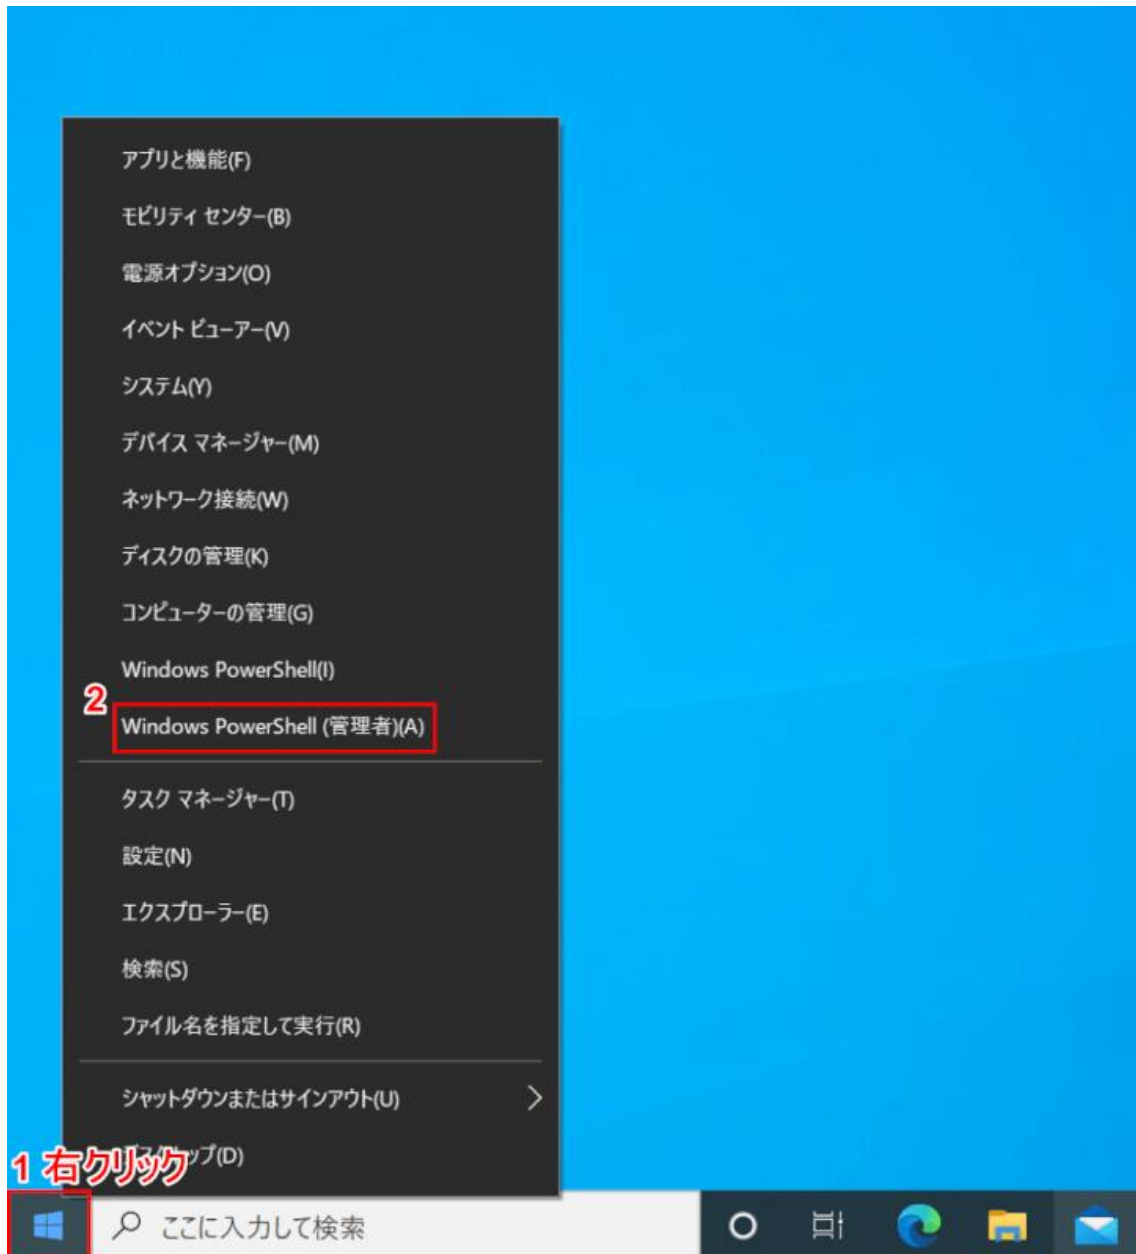 アプリと機能(F)
モビリティ センター(B)
電源オプション(O)
イベント ビューアー(V)
システム(Y)
デバイス マネージャー(M)
ネットワーク接続(W)
ディスクの管理(K)
コンピューターの管理(G)
Windows PowerShell(I)
2
Windows PowerShell (管理者)(A)
タスク マネージャー(T)
設定(N)
エクスプローラー(E)
検索(S)
ファイル名を指定して実行(R)
シャットダウンまたはサインアウト(U)
デスクトップ(D)
1 右クリック
ここに入力して検索